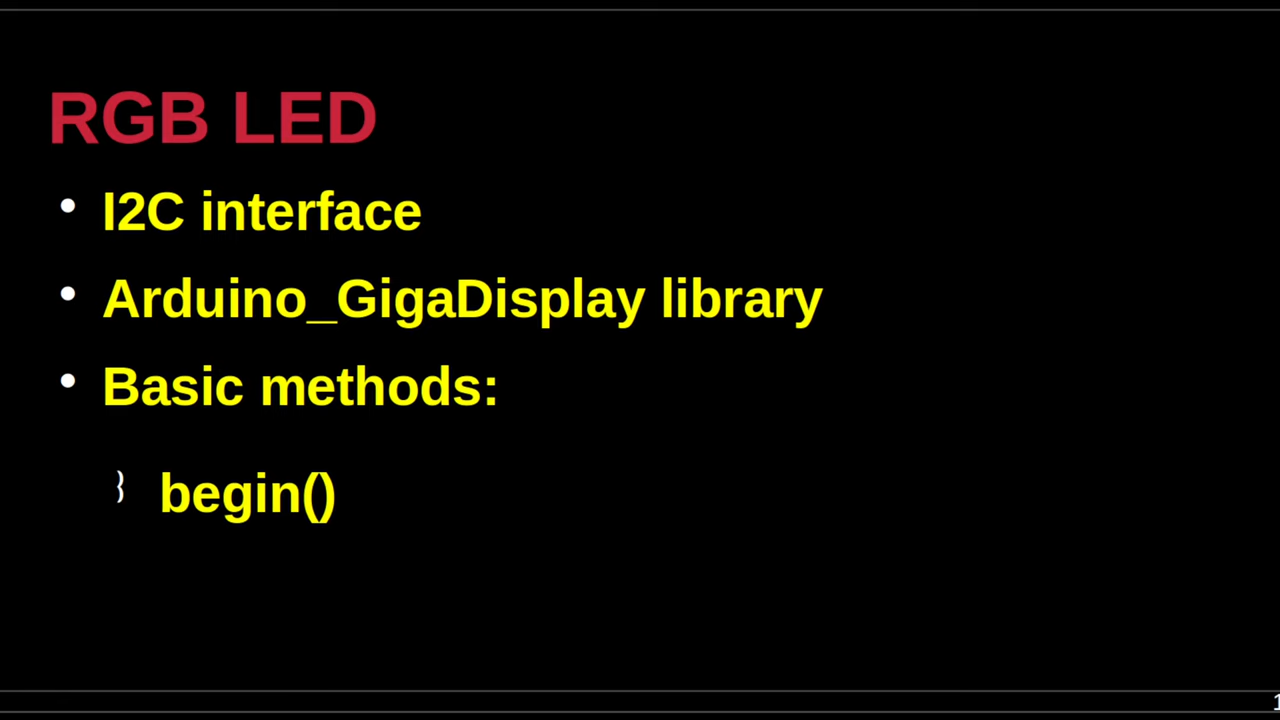 RGB LED
• I2C interface
• Arduino_GigaDisplay library
• Basic methods:
} begin()